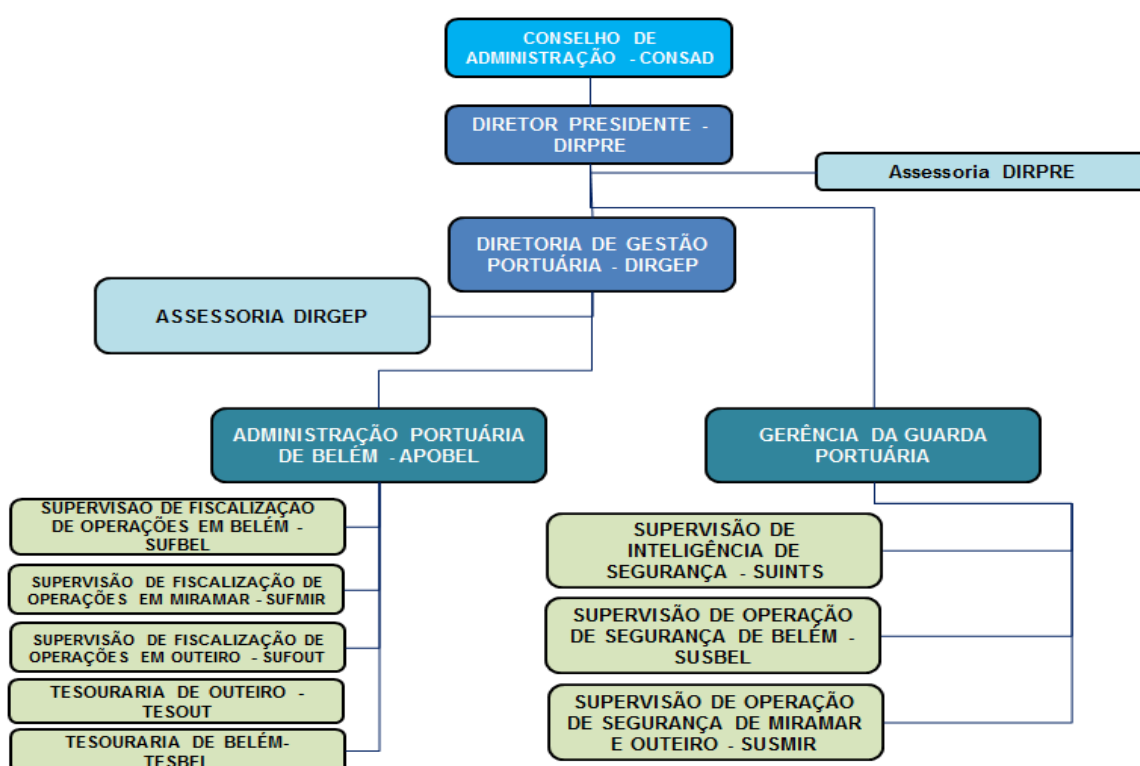 CONSELHO DE
ADMINISTRAÇÃO - CONSAD
DIRETOR PRESIDENTE -
DIRPRE
Assessoria DIRPRE
DIRETORIA DE GESTÃO
PORTUÁRIA - DIRGEP
ASSESSORIA DIRGEP
ADMINISTRAÇÃO PORTUÁRIA
DE BELÉM - APOBEL
SUPERVISÃO DE FISCALIZAÇÃO
DE OPERAÇÕES EM BELÉM -
SUFBEL
SUPERVISÃO DE FISCALIZAÇÃO DE
OPERAÇÕES EM MIRAMAR - SUFMIR
SUPERVISÃO DE FISCALIZAÇÃO DE
OPERAÇÕES EM OUTEIRO - SUFOUT
TESOURARIA DE OUTEIRO -
TESOUT
TESOURARIA DE BELÉM-
TESBEL
GERÊNCIA DA GUARDA
PORTUÁRIA
SUPERVISÃO DE
INTELIGÊNCIA DE
SEGURANÇA - SUINTS
SUPERVISÃO DE OPERAÇÃO
DE SEGURANÇA DE BELÉM -
SUSBEL
SUPERVISÃO DE OPERAÇÃO
DE SEGURANÇA DE MIRAMAR
E OUTEIRO - SUSMIR